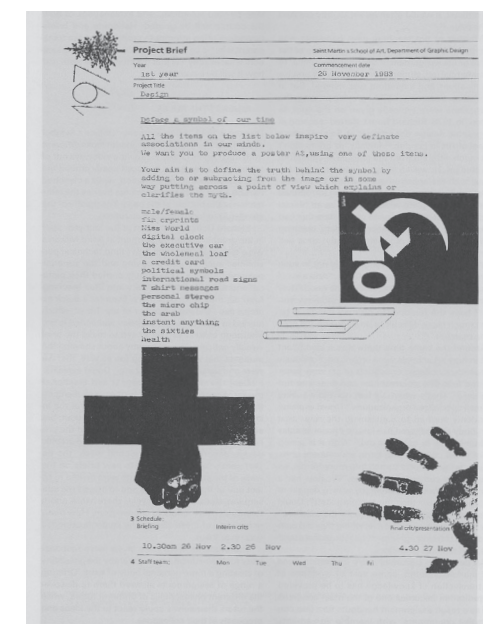 1977
Project Brief
Saint Martin's School of Art, Department of Graphic Design
Year
Commencement date
1st year
26 November 1983
Project Title
Design
Deface a symbol of our time
All the items on the list below inspire very definate
associations in our minds.
We want you to produce a poster A1,using one of these items.
Your aim is to define the truth behind the symbol by
adding to or subtracting from the image or in some
way putting across a point of view which explains or
clarifies the myth.
male/female
Miss World
digital clock
the executive car
the wholemeal loaf
a credit card
political symbols
international road signs
T shirt messages
personal stereo
the micro chip
the arab
instant anything
the sixties
health
3 Schedule:
Briefing
Interim crits
Final crit/presentation
10.30am 26 Nov 2.30 26 Nov
4.30 27 Nov
4 Staff team:
Mon Tue Wed Thu Fri